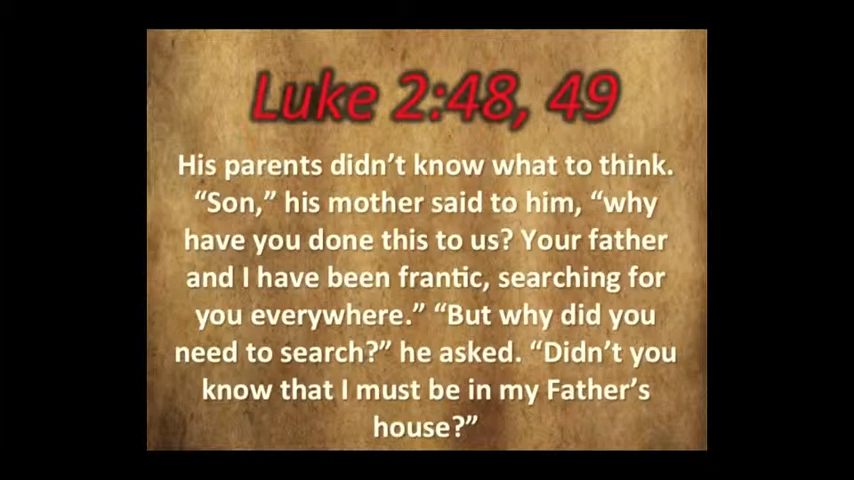 Luke 2:48, 49
His parents didn’t know what to think.
“Son,” his mother said to him, “why
have you done this to us? Your father
and I have been frantic, searching for
you everywhere.” “But why did you
need to search?” he asked. “Didn’t you
know that I must be in my Father’s
house?”